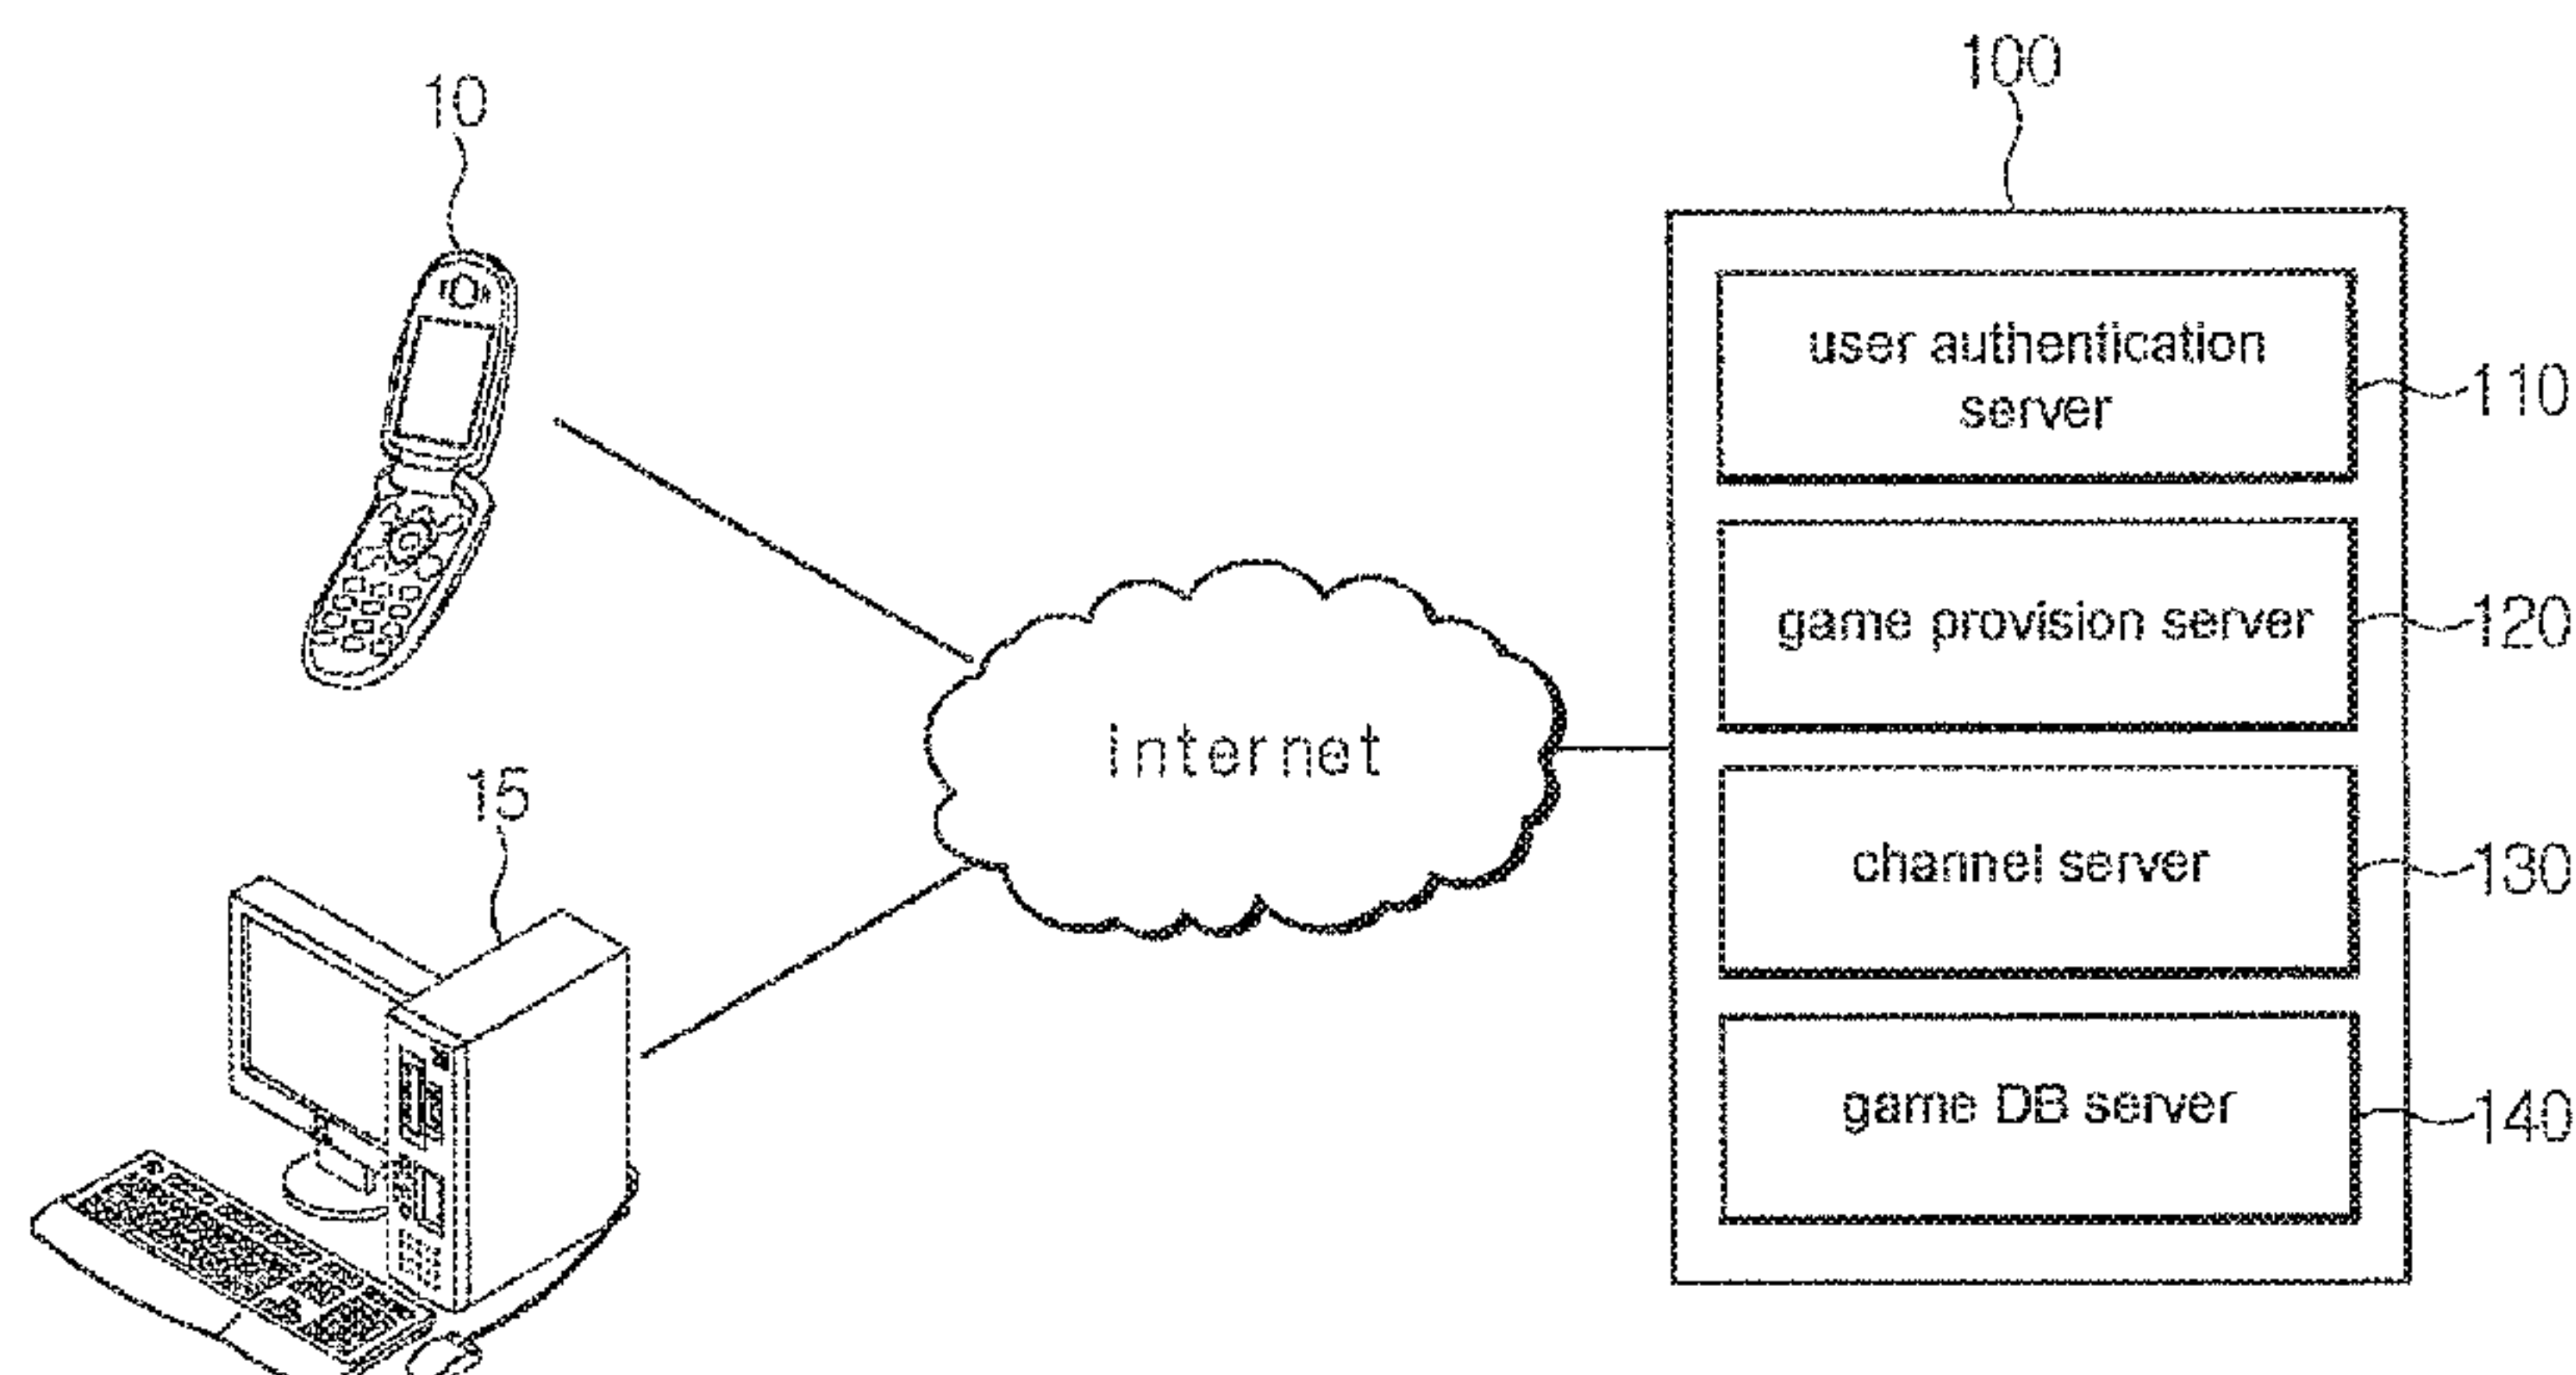 10
100
user authentication
server
110
game provision server
120
Internet
15
channel server
130
game DB server
140